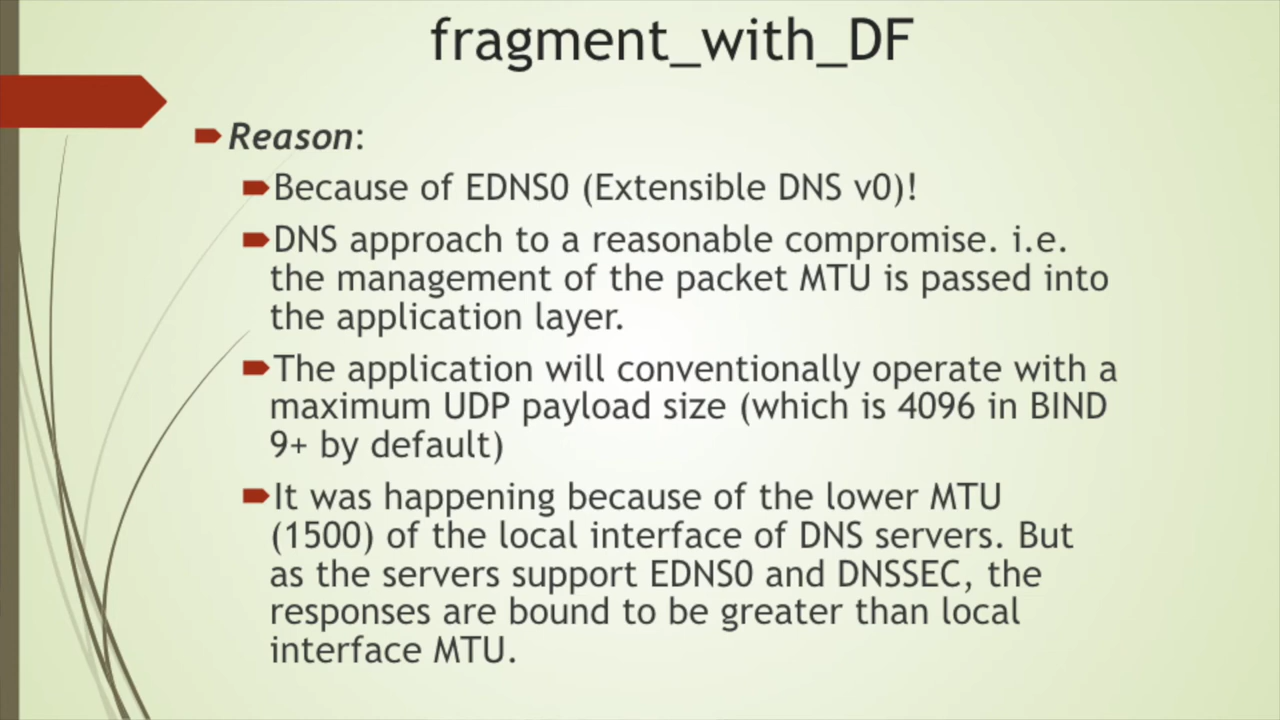 fragment_with_DF
Reason:
Because of EDNS0 (Extensible DNS v0)!
DNS approach to a reasonable compromise. i.e.
the management of the packet MTU is passed into
the application layer.
The application will conventionally operate with a
maximum UDP payload size (which is 4096 in BIND
9+ by default)
It was happening because of the lower MTU
(1500) of the local interface of DNS servers. But
as the servers support EDNS0 and DNSSEC, the
responses are bound to be greater than local
interface MTU.